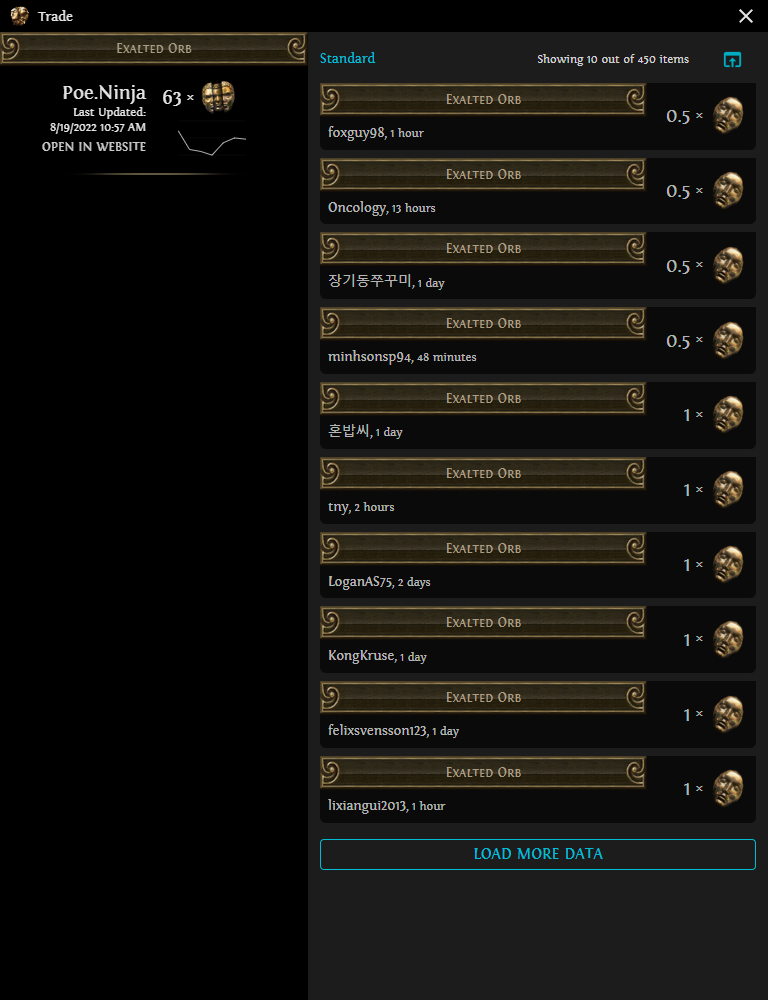 Trade
Exalted Orb
Poe.Ninja
63 ×
Last Updated:
8/19/2022 10:57 AM
OPEN IN WEBSITE
Standard
Showing 10 out of 450 items
Exalted Orb
0.5 ×
foxguy98, 1 hour
Exalted Orb
0.5 ×
Oncology, 13 hours
Exalted Orb
0.5 ×
장기동쭈꾸미, 1 day
Exalted Orb
0.5 ×
minhsonsp94, 48 minutes
Exalted Orb
1 ×
혼밥씨, 1 day
Exalted Orb
1 ×
tny, 2 hours
Exalted Orb
1 ×
LoganAS75, 2 days
Exalted Orb
1 ×
KongKruse, 1 day
Exalted Orb
1 ×
felixsvensson123, 1 day
Exalted Orb
1 ×
lixiangui2013, 1 hour
LOAD MORE DATA